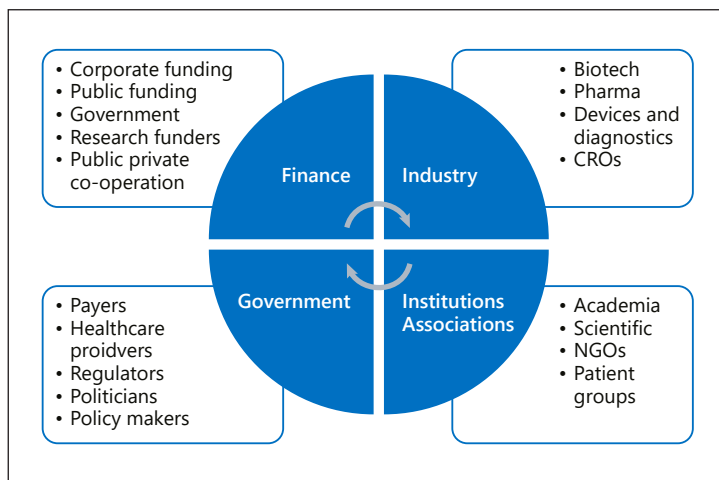 • Corporate funding
• Public funding
• Government
• Research funders
• Public private
co-operation
Finance
Industry
• Biotech
• Pharma
• Devices and
diagnostics
• CROs
• Payers
• Healthcare
proidvers
• Regulators
• Politicians
• Policy makers
Government
Institutions
Associations
• Academia
• Scientific
• NGOs
• Patient
groups